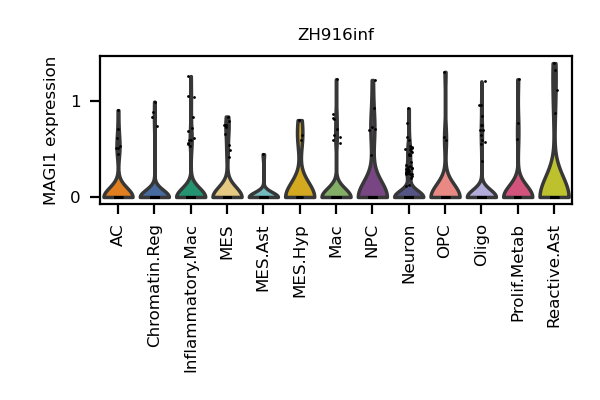 ZH916inf
MAGI1 expression
1
0
AC
Chromatin.Reg
Inflammatory.Mac
MES
MES.Ast
MES.Hyp
Mac
NPC
Neuron
OPC
Oligo
Prolif.Metab
Reactive.Ast